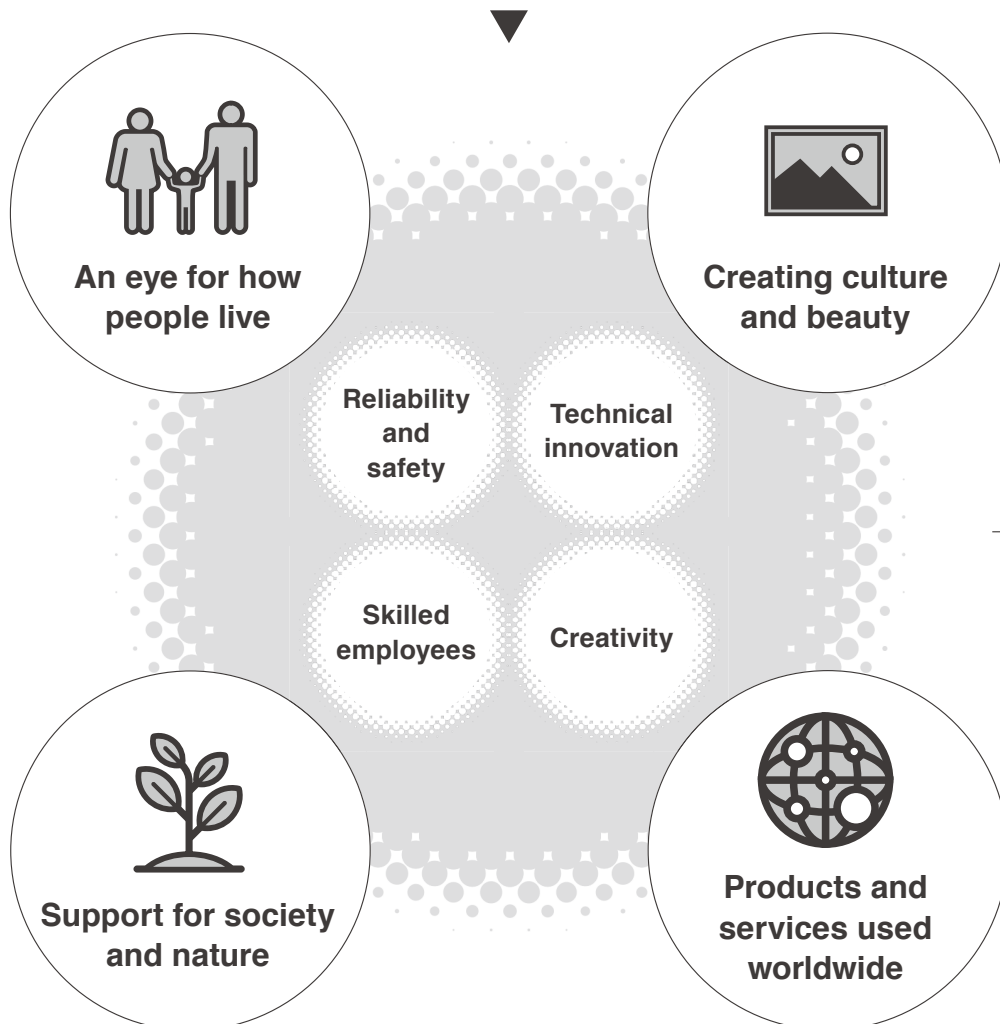 An eye for how
people live
Creating culture
and beauty
Reliability
and
safety
Technical
innovation
Skilled
employees
Creativity
Support for society
and nature
Products and
services used
worldwide